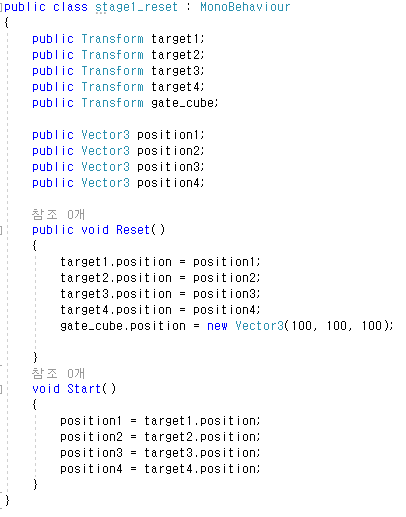 public class stage1_reset : MonoBehaviour
{
public Transform target1;
public Transform target2;
public Transform target3;
public Transform target4;
public Transform gate_cube;
public Vector3 position1;
public Vector3 position2;
public Vector3 position3;
public Vector3 position4;
참조 0개
public void Reset()
{
target1.position = position1;
target2.position = position2;
target3.position = position3;
target4.position = position4;
gate_cube.position = new Vector3(100, 100, 100);
}
참조 0개
void Start()
{
position1 = target1.position;
position2 = target2.position;
position3 = target3.position;
position4 = target4.position;
}
}